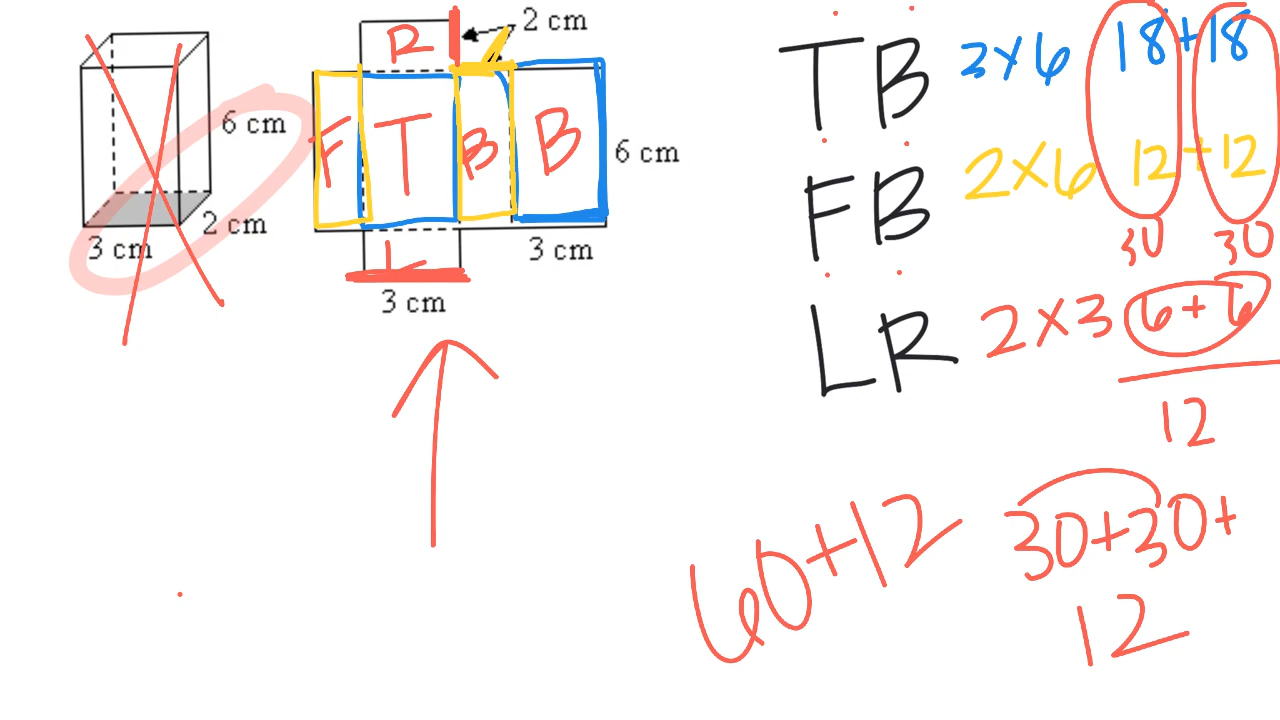 6 cm
2 cm
3 cm
2 cm
R
F T B B
6 cm
L
3 cm
3 cm
TB 3x6 18+18
FB 2x6 12+12
30 30
LR 2x3 6+6
12
60+12
30+30+
12